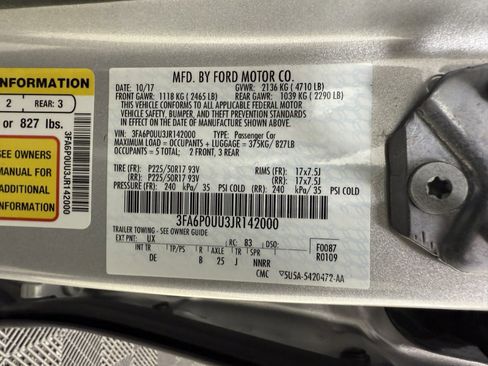 INFORMATION
2 REAR: 3
or 827 lbs.
SEE OWNERS
MANUAL
3FA6P0UU3JR142000
MFD. BY FORD MOTOR CO.
DATE: 10/17 GVWR: 2136 KG ( 4710 LB)
FRONT GAWR: 1118 KG ( 2465 LB) REAR GAWR: 1039 KG ( 2290 LB)
THIS VEHICLE CONFORMS TO ALL APPLICABLE FEDERAL MOTOR
VEHICLE SAFETY, BUMPER, AND THEFT PREVENTION STANDARDS
IN EFFECT ON THE DATE OF MANUFACTURE SHOWN ABOVE.
VIN: 3FA6P0UU3JR142000 TYPE: Passenger Car
MAXIMUM LOAD = OCCUPANTS + LUGGAGE = 375KG/ 827LB
OCCUPANTS = 5 TOTAL; 2 FRONT, 3 REAR
TIRE (FR): P225/50R17 93V RIMS (FR): 17x7.5J
(RR): P225/50R17 93V (RR): 17x7.5J
PRESSURE (FR): 240 kPa/ 35 PSI COLD (RR): 240 kPa/ 35 PSI COLD
3FA6P0UU3JR142000
TRAILER TOWING - SEE OWNER GUIDE.
EXT PNT: UX RC: 83 DSO: F0087
INT TR TP/PS R AXLE TR SPR R0109
DE B 25 J NNRR
CMC 5U5A-5420472-AA